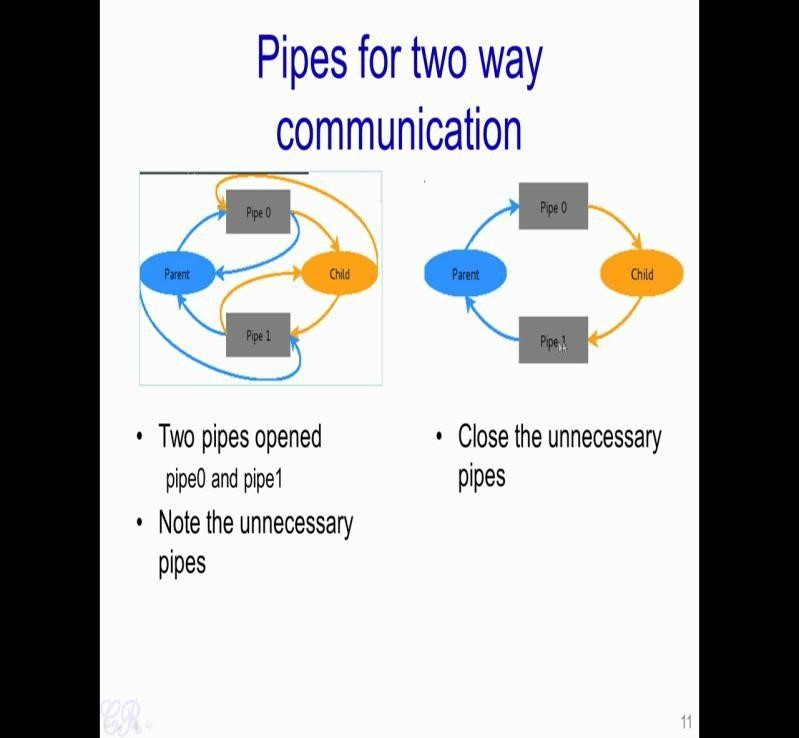 Pipes for two way
communication
Pipe 0
Parent
Child
Pipe 1
Pipe 0
Parent
Child
Pipe 1
• Two pipes opened
pipe0 and pipe1
• Note the unnecessary
pipes
• Close the unnecessary
pipes
11